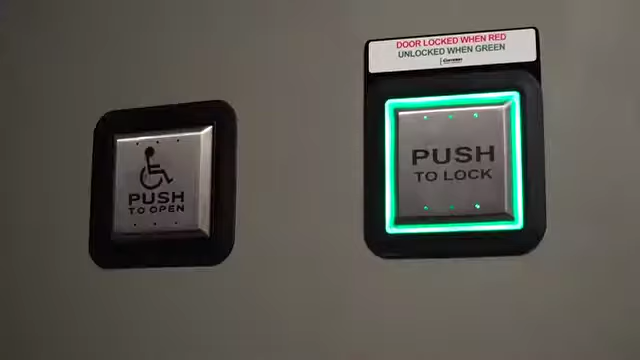 PUSH
TO OPEN
DOOR LOCKED WHEN RED
UNLOCKED WHEN GREEN
PUSH
TO LOCK